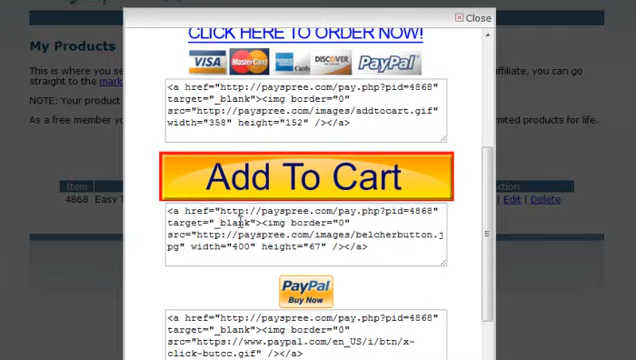 Close
CLICK HERE TO ORDER NOW!
My Products
VISA MasterCard AMERICAN EXPRESS Cards DISCOVER PayPal
This is where you se
affiliate, you can go
straight to the mark
<a href="http://payspree.com/pay.php?pid=4868"
target="_blank"><img border="0"
src="http://payspree.com/images/addtocart.gif"
width="358" height="152" /></a>
NOTE: Your product
As a free member yo
mited products for life.
Add To Cart
Item
ction
4868 Easy T
| Edit | Delete
<a href="http://payspree.com/pay.php?pid=4868"
target="_blank"><img border="0"
src="http://payspree.com/images/belcherbutton.j
pg" width="400" height="67" /></a>
PayPal
Buy Now
<a href="http://payspree.com/pay.php?pid=4868"
target="_blank"><img border="0"
src="https://www.paypal.com/en_US/i/btn/x-
click-butcc.gif" /></a>